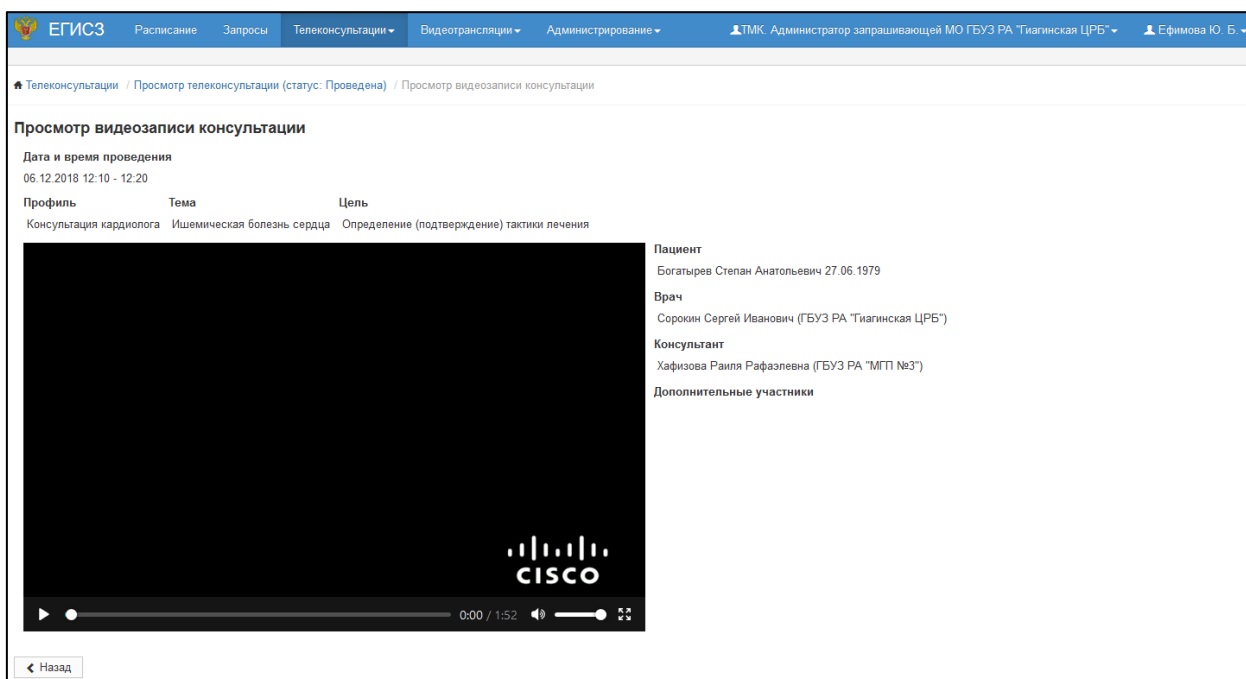 ЕГИСЗ Расписание Запросы Телеконсультации Видеотрансляции Администрирование ТМК. Администратор запрашивающей МО ГБУЗ РА "Гиагинская ЦРБ" Ефимова Ю. Б.
Телеконсультации / Просмотр телеконсультации (статус: Проведена) / Просмотр видеозаписи консультации
Просмотр видеозаписи консультации
Дата и время проведения
06.12.2018 12:10 - 12:20
Профиль Тема Цель
Консультация кардиолога Ишемическая болезнь сердца Определение (подтверждение) тактики лечения
Пациент
Богатырев Степан Анатольевич 27.06.1979
Врач
Сорокин Сергей Иванович (ГБУЗ РА "Гиагинская ЦРБ")
Консультант
Хафизова Раиля Рафаэлевна (ГБУЗ РА "МГП №3")
Дополнительные участники
CISCO
0:00 / 1:52
Назад